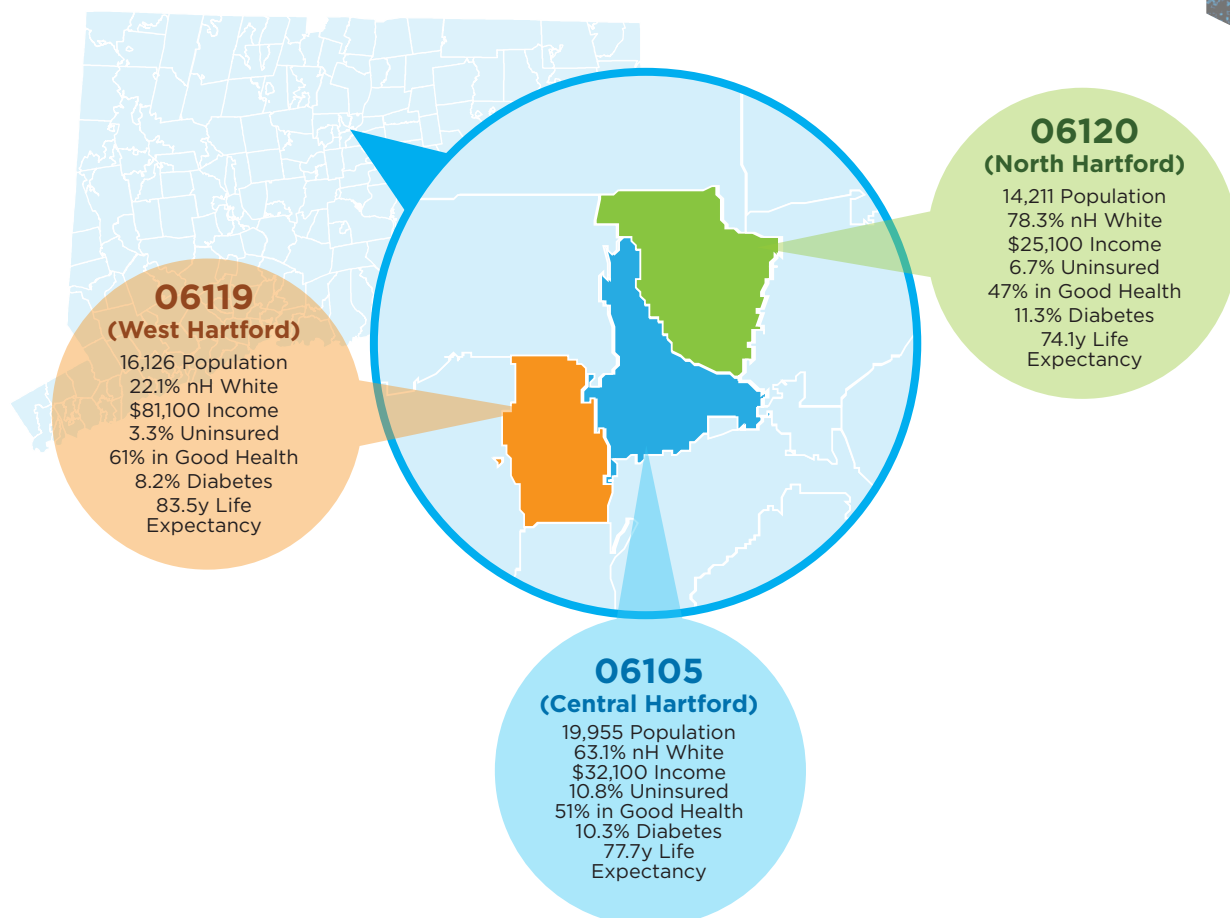 06120
(North Hartford)
14,211 Population
78.3% nH White
$25,100 Income
6.7% Uninsured
47% in Good Health
11.3% Diabetes
74.1y Life
Expectancy
06119
(West Hartford)
16,126 Population
22.1% nH White
$81,100 Income
3.3% Uninsured
61% in Good Health
8.2% Diabetes
83.5y Life
Expectancy
06105
(Central Hartford)
19,955 Population
63.1% nH White
$32,100 Income
10.8% Uninsured
51% in Good Health
10.3% Diabetes
77.7y Life
Expectancy